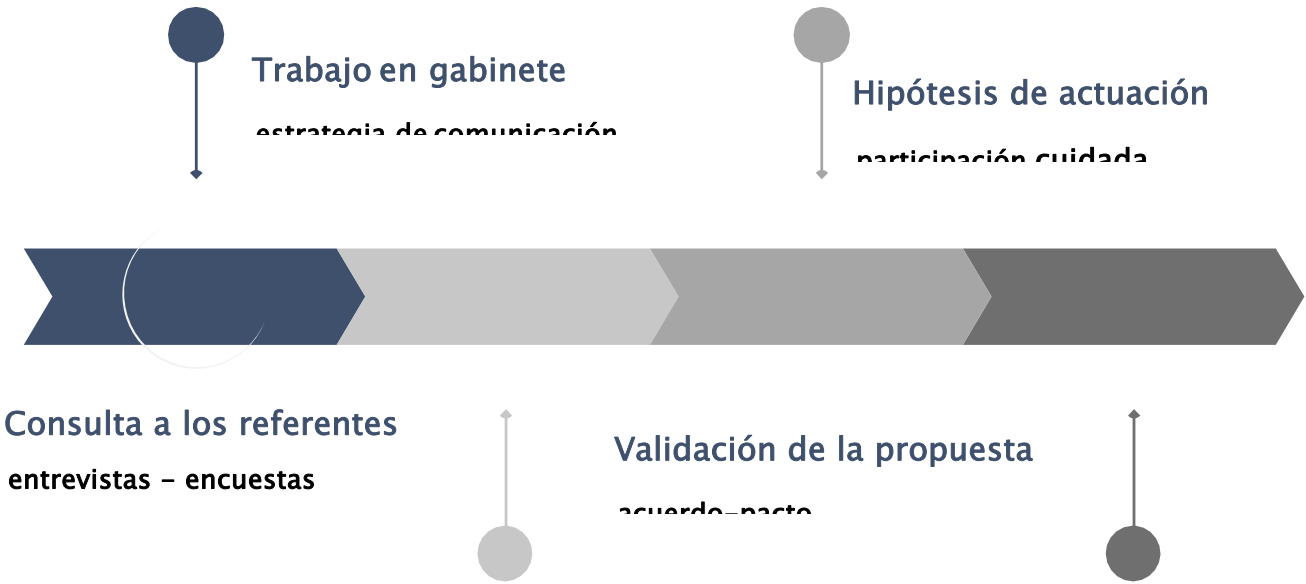 Trabajo en gabinete
estrategia de comunicación
Hipótesis de actuación
participación cuidada
Consulta a los referentes
entrevistas - encuestas
Validación de la propuesta
acuerdo-pacto